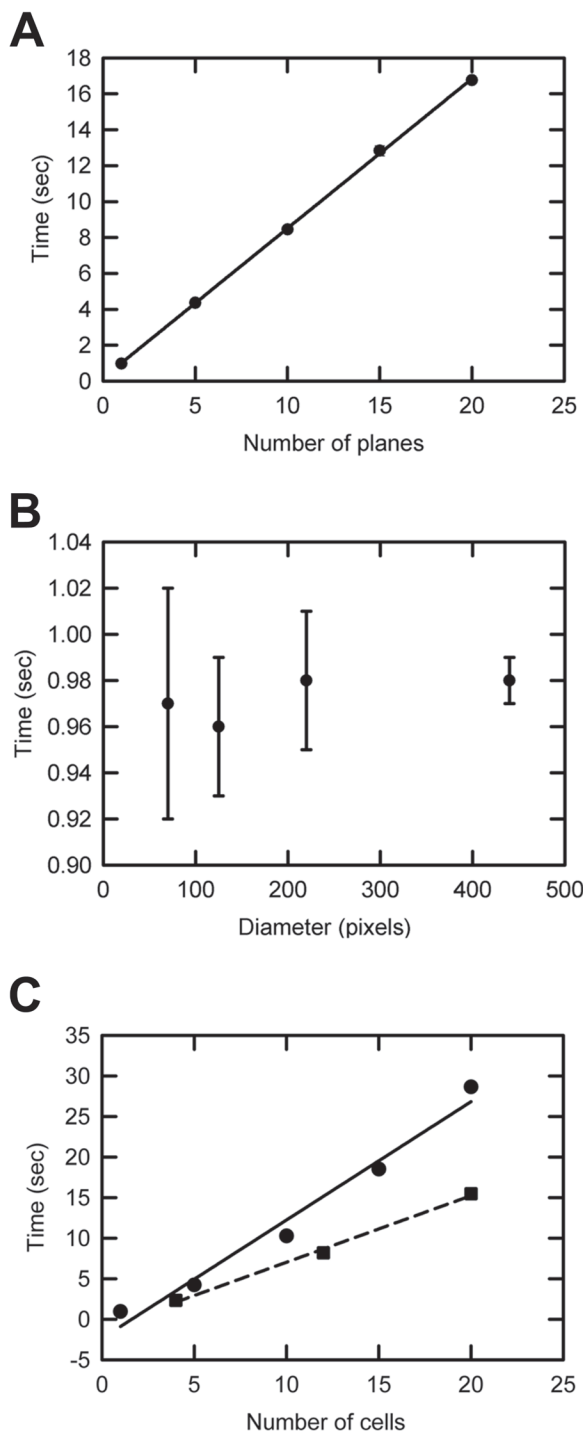 A
18
16
14
12
10
8
6
4
2
0
Time (sec)
0 5 10 15 20 25
Number of planes
B
1.04
1.02
1.00
0.98
0.96
0.94
0.92
0.90
Time (sec)
0 100 200 300 400 500
Diameter (pixels)
C
35
30
25
20
15
10
5
0
-5
Time (sec)
0 5 10 15 20 25
Number of cells